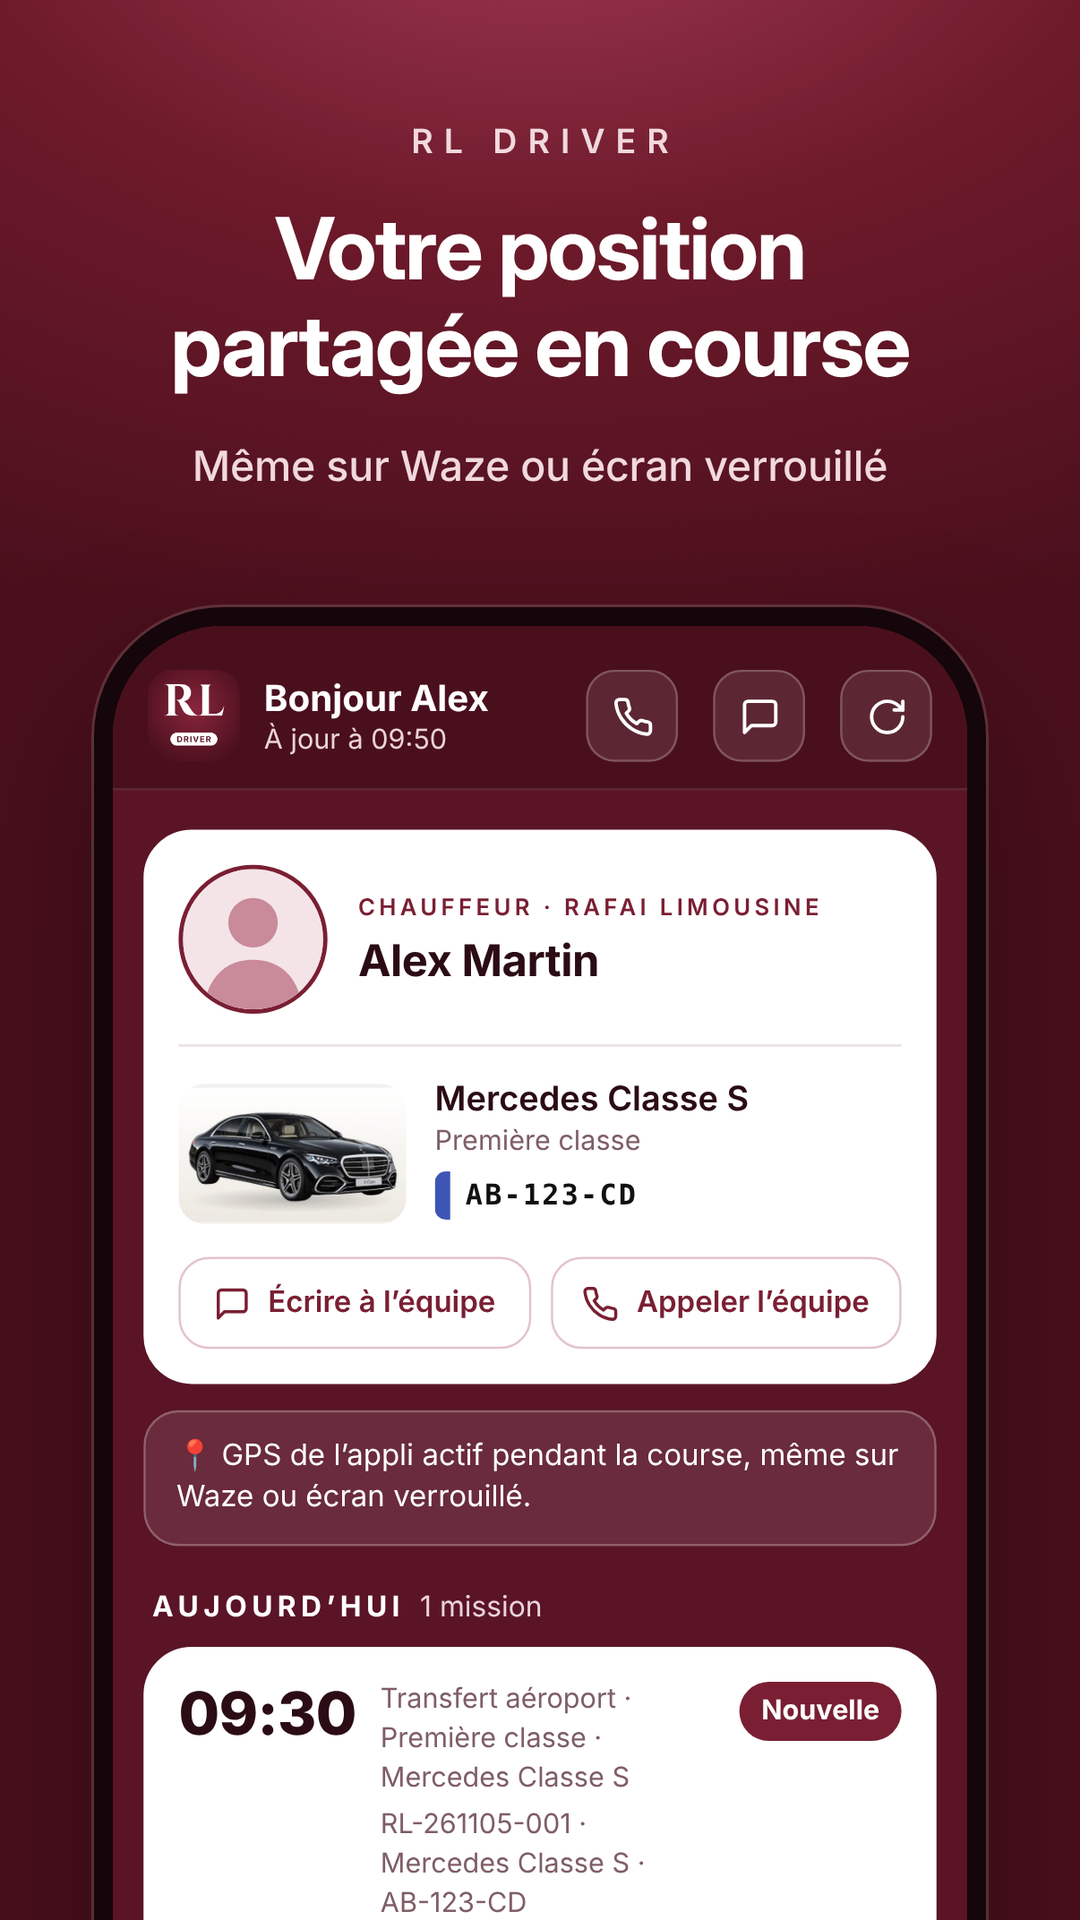 RL DRIVER
Votre position
partagée en course
Même sur Waze ou écran verrouillé
RL
DRIVER
Bonjour Alex
À jour à 09:50
CHAUFFEUR · RAFAI LIMOUSINE
Alex Martin
Mercedes Classe S
Première classe
AB-123-CD
Écrire à l’équipe
Appeler l’équipe
📍 GPS de l’appli actif pendant la course, même sur
Waze ou écran verrouillé.
AUJOURD’HUI 1 mission
09:30
Transfert aéroport ·
Première classe ·
Mercedes Classe S
RL-261105-001 ·
Mercedes Classe S ·
AB-123-CD
Nouvelle